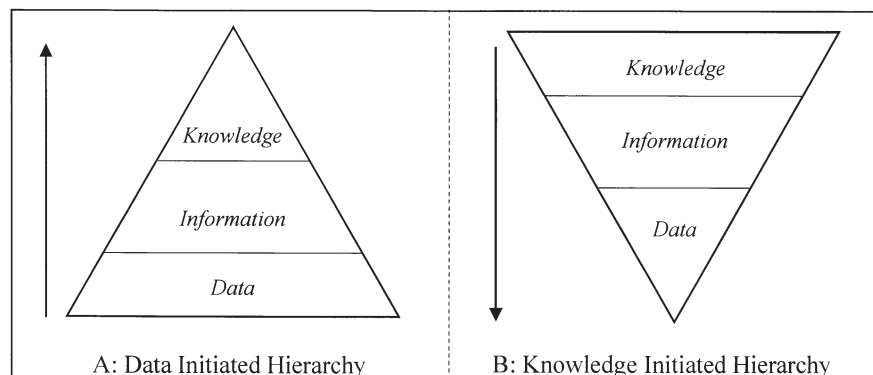 Knowledge
Information
Data
A: Data Initiated Hierarchy
Knowledge
Information
Data
B: Knowledge Initiated Hierarchy